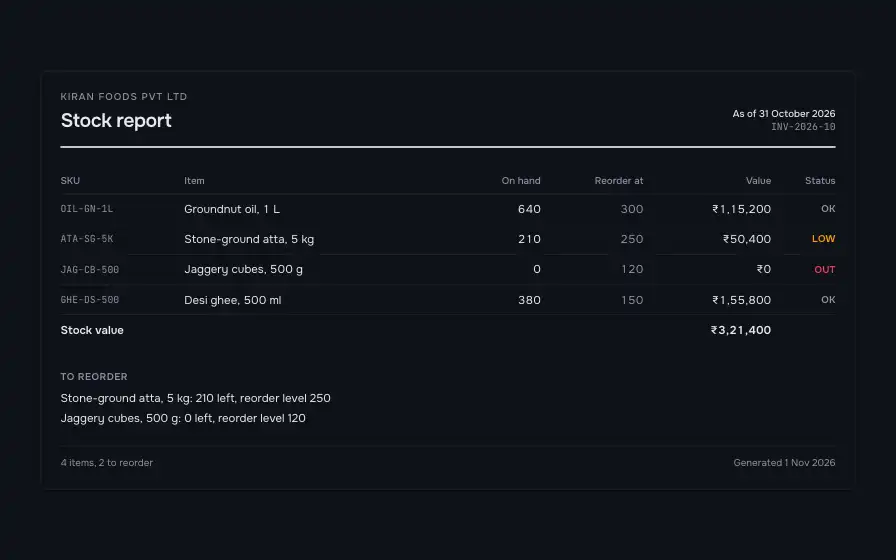 KIRAN FOODS PVT LTD
Stock report
As of 31 October 2026
INV-2026-10
SKU Item On hand Reorder at Value Status
OIL-GN-1L Groundnut oil, 1 L 640 300 ₹1,15,200 OK
ATA-SG-5K Stone-ground atta, 5 kg 210 250 ₹50,400 LOW
JAG-CB-500 Jaggery cubes, 500 g 0 120 ₹0 OUT
GHE-DS-500 Desi ghee, 500 ml 380 150 ₹1,55,800 OK
Stock value ₹3,21,400
TO REORDER
Stone-ground atta, 5 kg: 210 left, reorder level 250
Jaggery cubes, 500 g: 0 left, reorder level 120
4 items, 2 to reorder Generated 1 Nov 2026